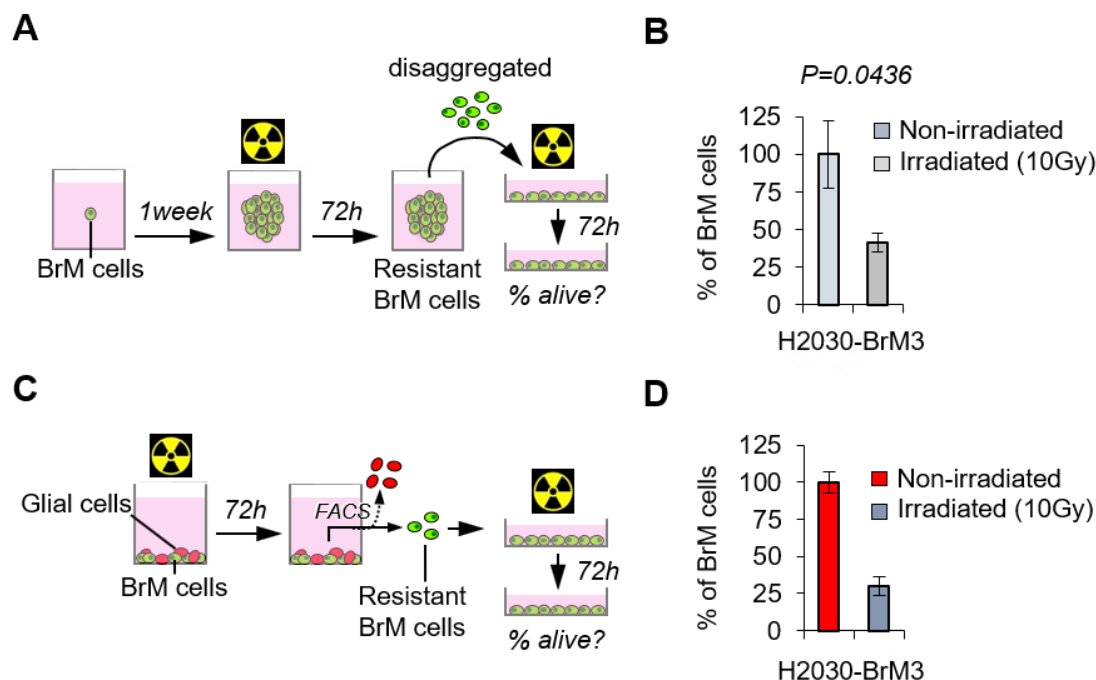 A
disaggregated
1week
72h
BrM cells
Resistant
BrM cells
72h
% alive?
B
P=0.0436
% of BrM cells
125
100
75
50
25
0
Non-irradiated
Irradiated (10Gy)
H2030-BrM3
C
Glial cells
BrM cells
72h
FACS
Resistant
BrM cells
72h
% alive?
D
% of BrM cells
125
100
75
50
25
0
Non-irradiated
Irradiated (10Gy)
H2030-BrM3